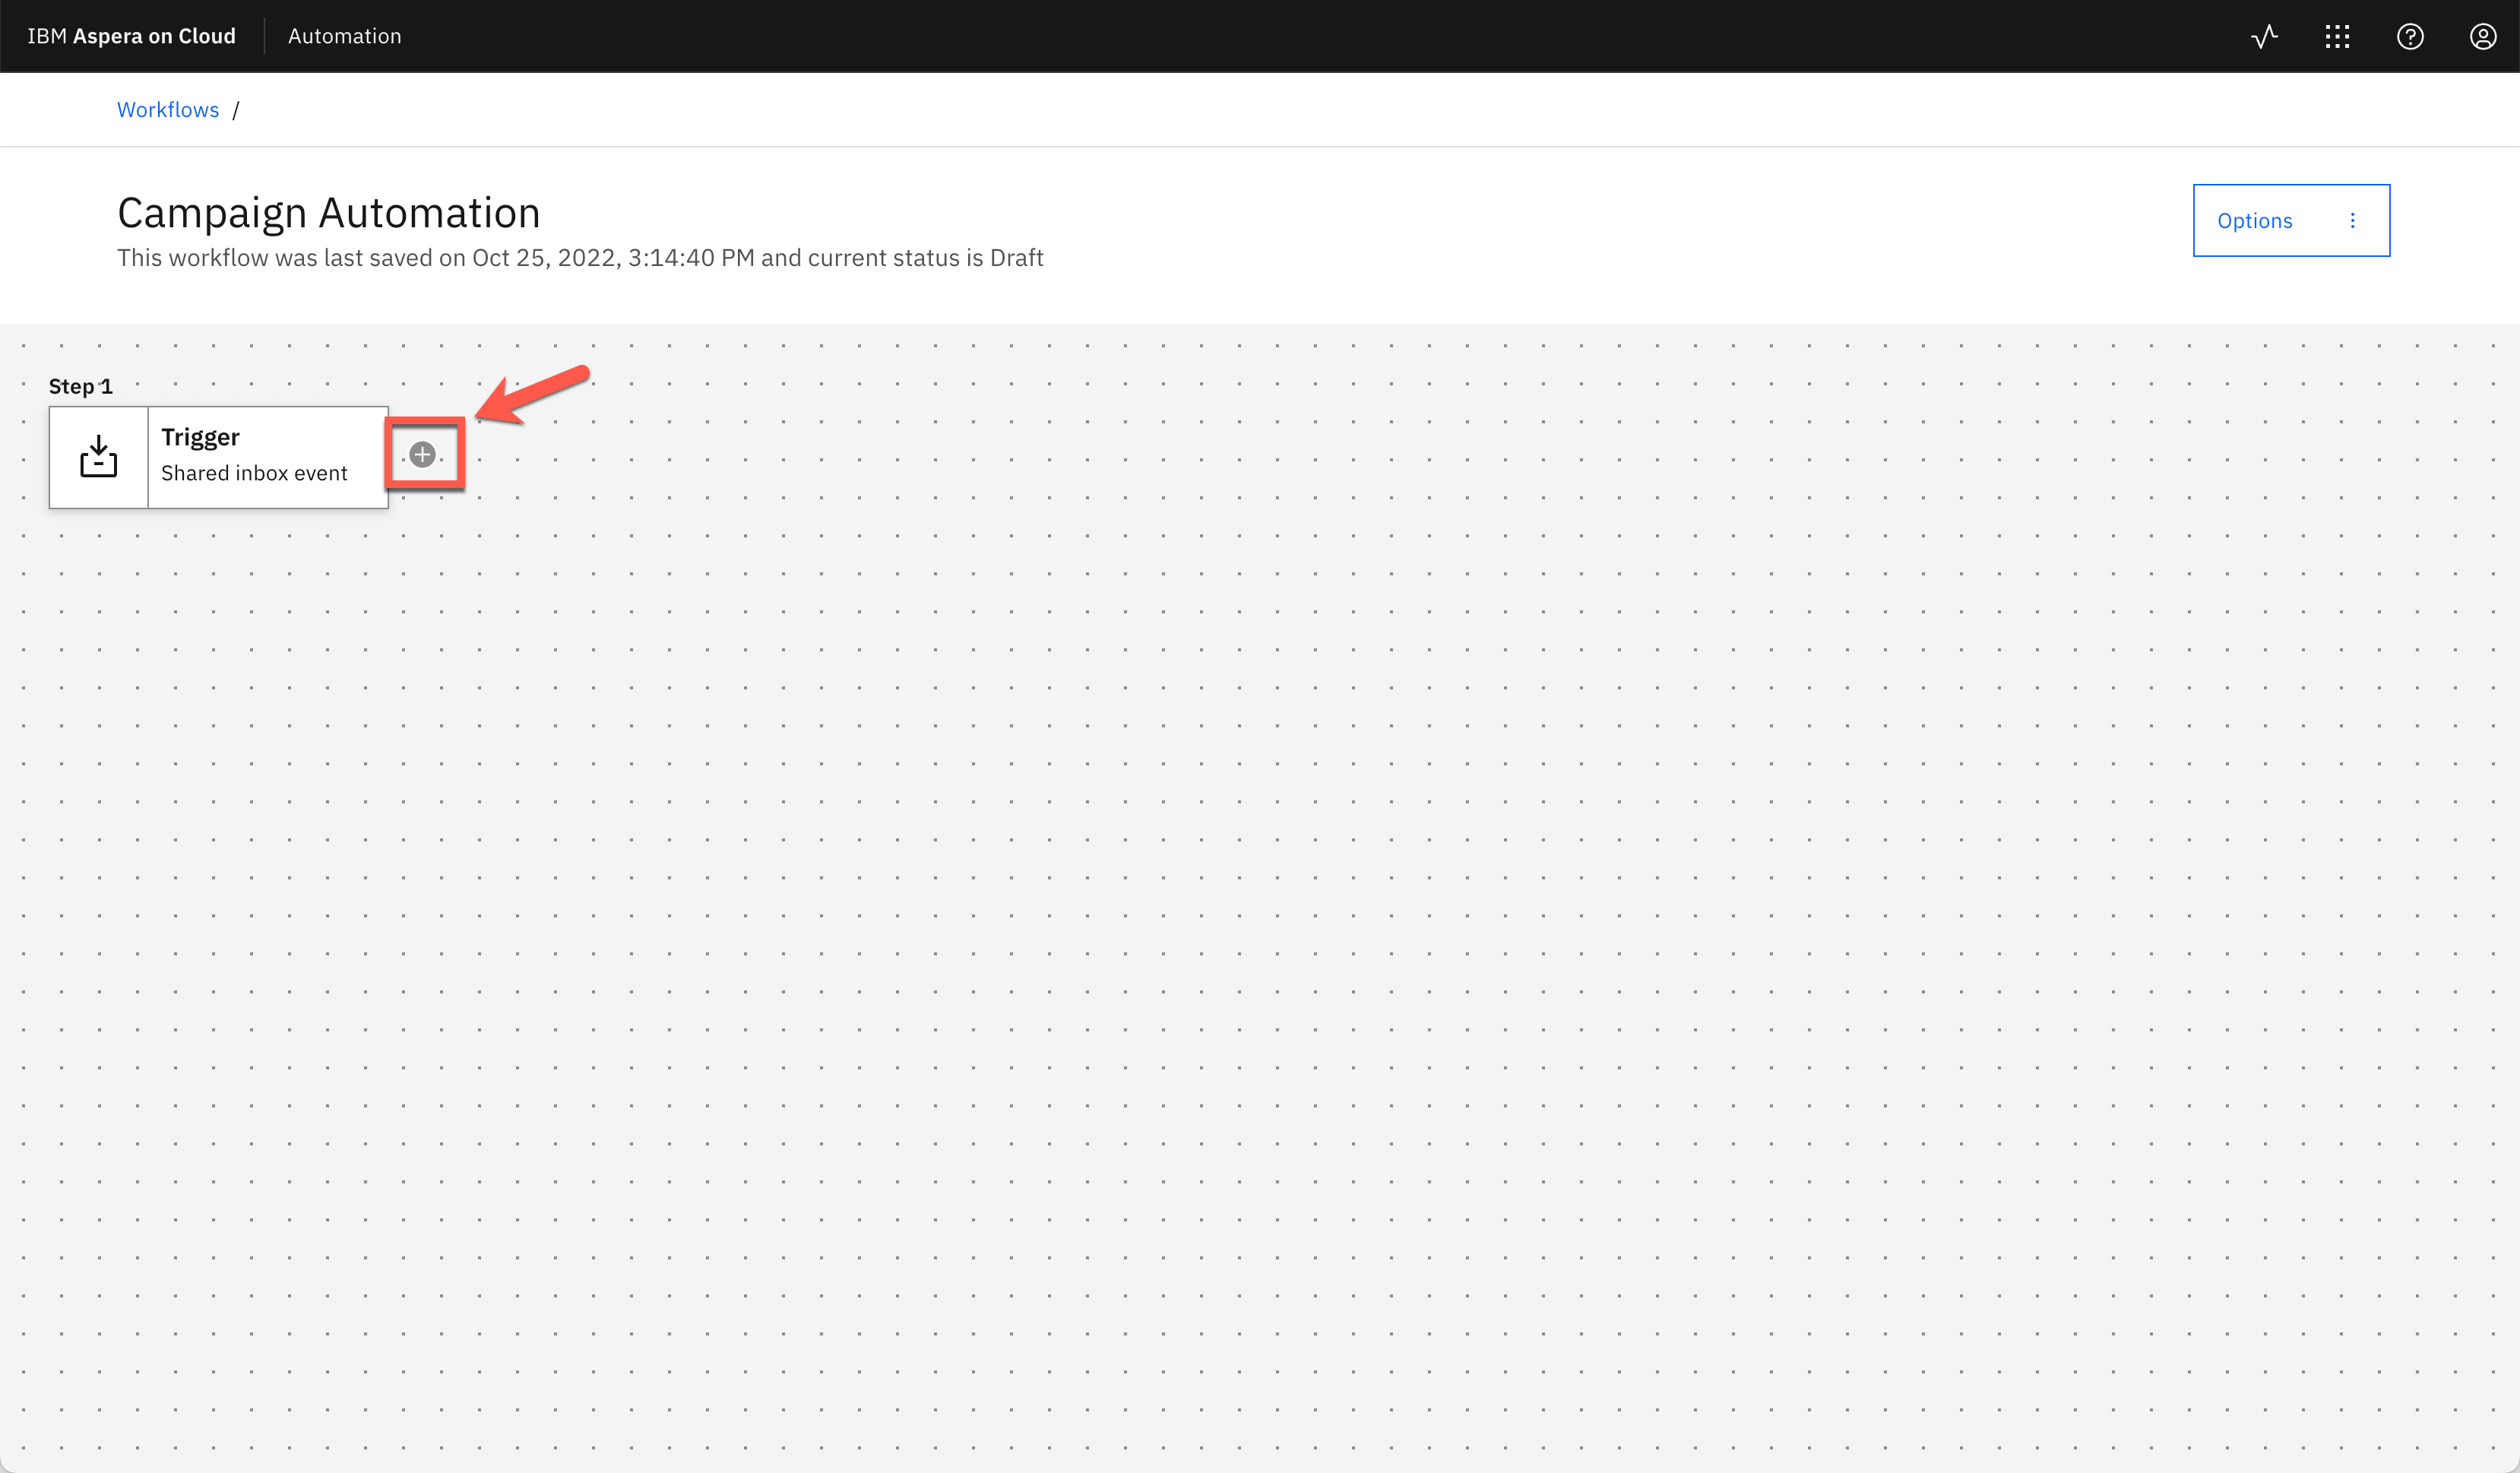 IBM Aspera on Cloud Automation
Workflows /
Campaign Automation
This workflow was last saved on Oct 25, 2022, 3:14:40 PM and current status is Draft
Options
Step 1
Trigger
Shared inbox event